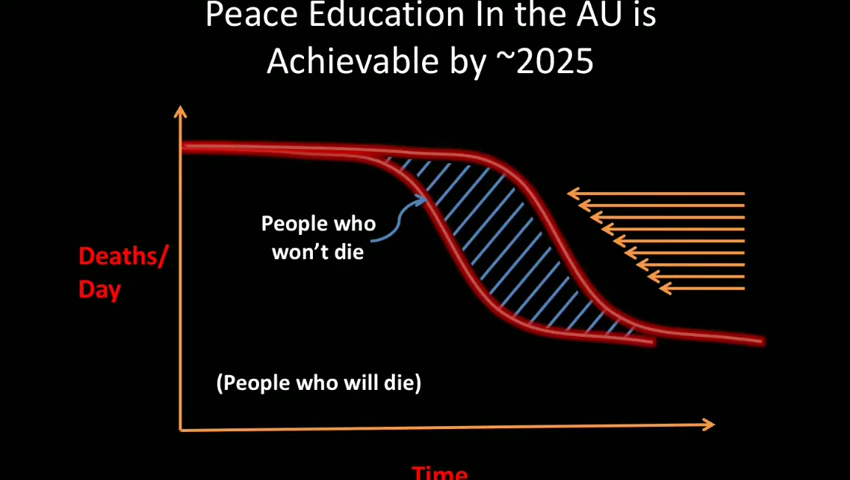 Peace Education In the AU is
Achievable by ~2025
People who
won't die
Deaths/
Day
(People who will die)
Time